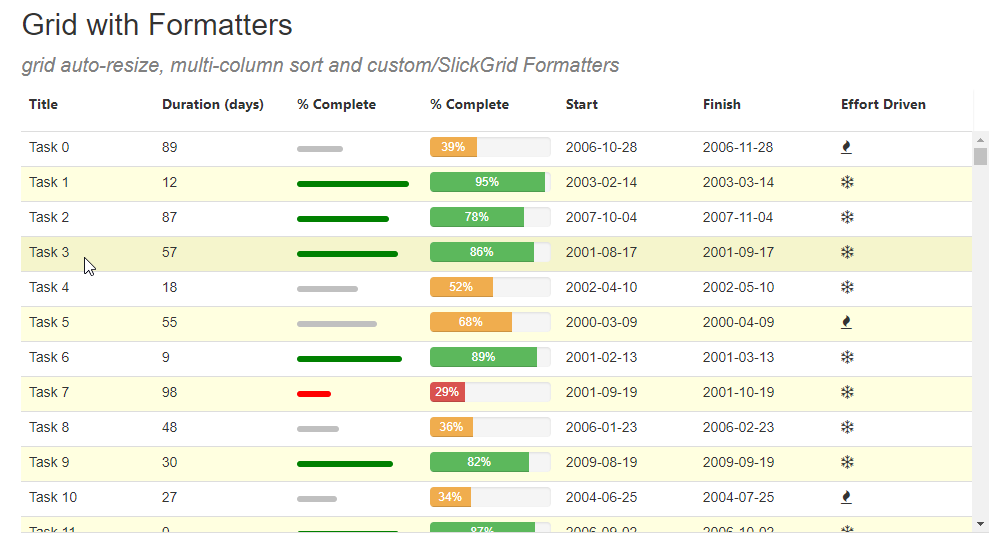 Grid with Formatters
grid auto-resize, multi-column sort and custom/SlickGrid Formatters
Title Duration (days) % Complete % Complete Start Finish Effort Driven
Task 0 89 39% 2006-10-28 2006-11-28
Task 1 12 95% 2003-02-14 2003-03-14
Task 2 87 78% 2007-10-04 2007-11-04
Task 3 57 86% 2001-08-17 2001-09-17
Task 4 18 52% 2002-04-10 2002-05-10
Task 5 55 68% 2000-03-09 2000-04-09
Task 6 9 89% 2001-02-13 2001-03-13
Task 7 98 29% 2001-09-19 2001-10-19
Task 8 48 36% 2006-01-23 2006-02-23
Task 9 30 82% 2009-08-19 2009-09-19
Task 10 27 34% 2004-06-25 2004-07-25
Task 11 87% 2006-09-02 2006-10-02